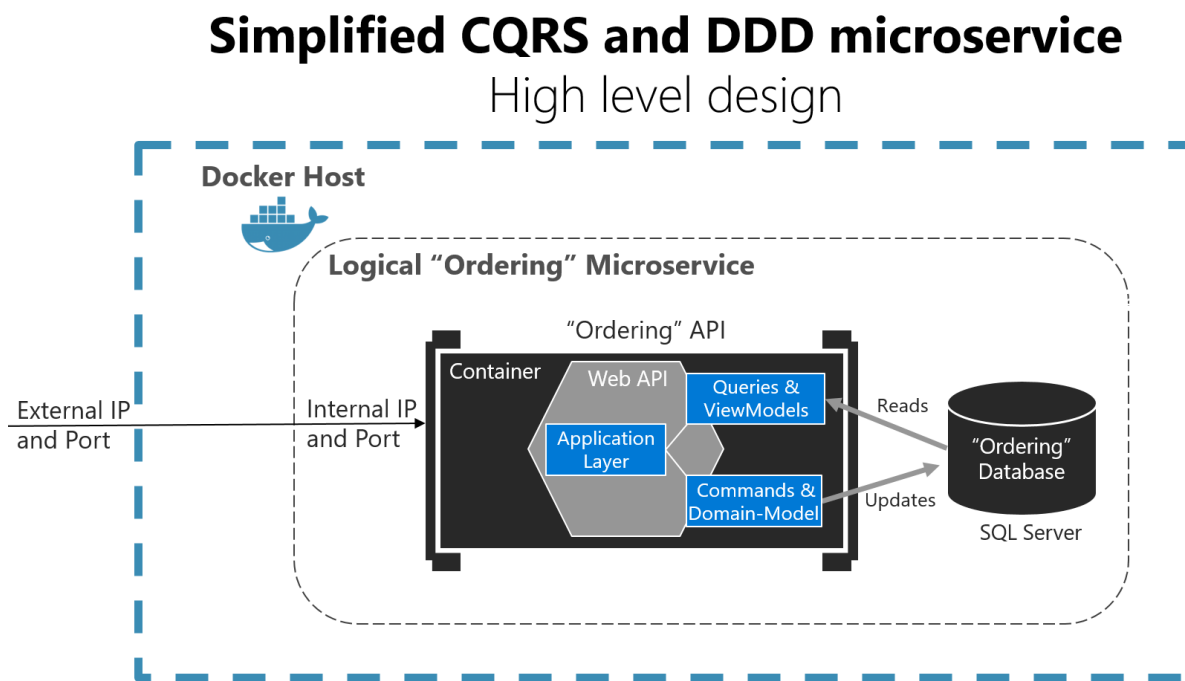 Simplified CQRS and DDD microservice
High level design
Docker Host
Logical “Ordering” Microservice
“Ordering” API
Container
Web API
Queries &
ViewModels
Application
Layer
Commands &
Domain-Model
External IP
and Port
Internal IP
and Port
Reads
Updates
“Ordering”
Database
SQL Server